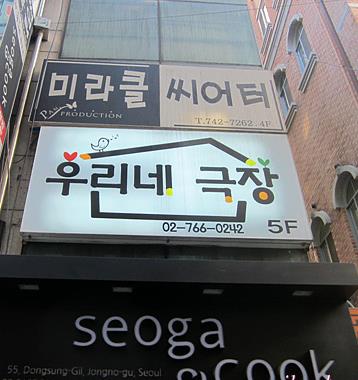 미라클 씨어터
PRODUCTION
T.742-7262.4F
우리네 극장
02-766-0242
5F
seoga
55, Dongsung-Gil, Jongno-gu, Seoul
cook